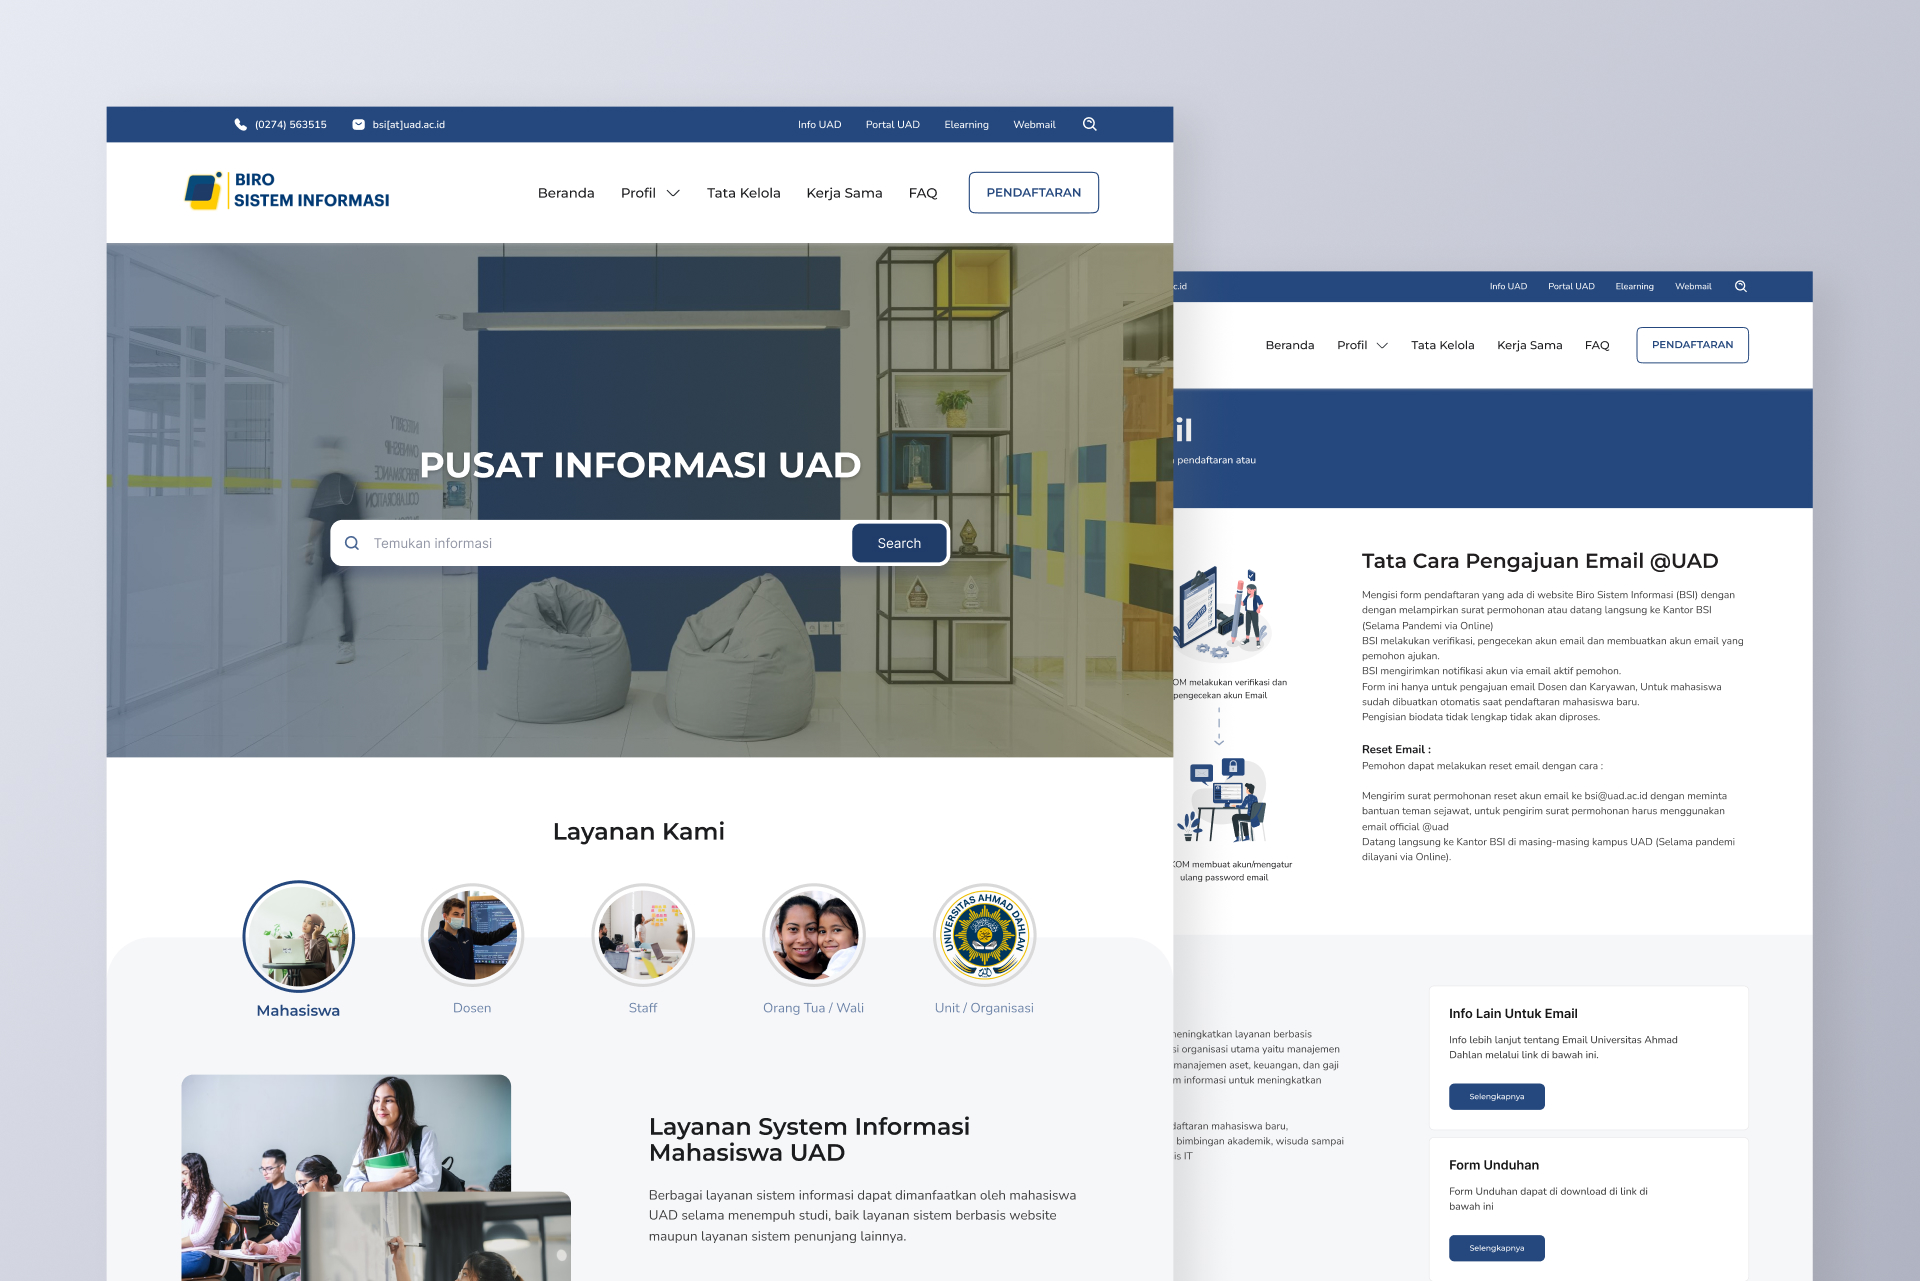 (0274) 563515
bsi[at]uad.ac.id
Info UAD
Portal UAD
Elearning
Webmail
BIRO
SISTEM INFORMASI
Beranda
Profil
Tata Kelola
Kerja Sama
FAQ
PENDAFTARAN
PUSAT INFORMASI UAD
Temukan informasi
Search
Layanan Kami
UNIVERSITAS AHMAD DAHLAN
Mahasiswa
Dosen
Staff
Orang Tua / Wali
Unit / Organisasi
Layanan System Informasi
Mahasiswa UAD
Berbagai layanan sistem informasi dapat dimanfaatkan oleh mahasiswa
UAD selama menempuh studi, baik layanan sistem berbasis website
maupun layanan sistem penunjang lainnya.
c.id
Info UAD
Portal UAD
Elearning
Webmail
Beranda
Profil
Tata Kelola
Kerja Sama
FAQ
PENDAFTARAN
il
pendaftaran atau
OM melakukan verifikasi dan
pengecekan akun Email
KOM membuat akun/mengatur
ulang password email
Tata Cara Pengajuan Email @UAD
Mengisi form pendaftaran yang ada di website Biro Sistem Informasi (BSI) dengan
dengan melampirkan surat permohonan atau datang langsung ke Kantor BSI
(Selama Pandemi via Online)
BSI melakukan verifikasi, pengecekan akun email dan membuatkan akun email yang
pemohon ajukan.
BSI mengirimkan notifikasi akun via email aktif pemohon.
Form ini hanya untuk pengajuan email Dosen dan Karyawan, Untuk mahasiswa
sudah dibuatkan otomatis saat pendaftaran mahasiswa baru.
Pengisian biodata tidak lengkap tidak akan diproses.
Reset Email :
Pemohon dapat melakukan reset email dengan cara :
Mengirim surat permohonan reset akun email ke bsi@uad.ac.id dengan meminta
bantuan teman sejawat, untuk pengirim surat permohonan harus menggunakan
email official @uad
Datang langsung ke Kantor BSI di masing-masing kampus UAD (Selama pandemi
dilayani via Online).
meningkatkan layanan berbasis
si organisasi utama yaitu manajemen
manajemen aset, keuangan, dan gaji
m informasi untuk meningkatkan
daftaran mahasiswa baru,
bimbingan akademik, wisuda sampai
is IT
Info Lain Untuk Email
Info lebih lanjut tentang Email Universitas Ahmad
Dahlan melalui link di bawah ini.
Selengkapnya
Form Unduhan
Form Unduhan dapat di download di link di
bawah ini
Selengkapnya